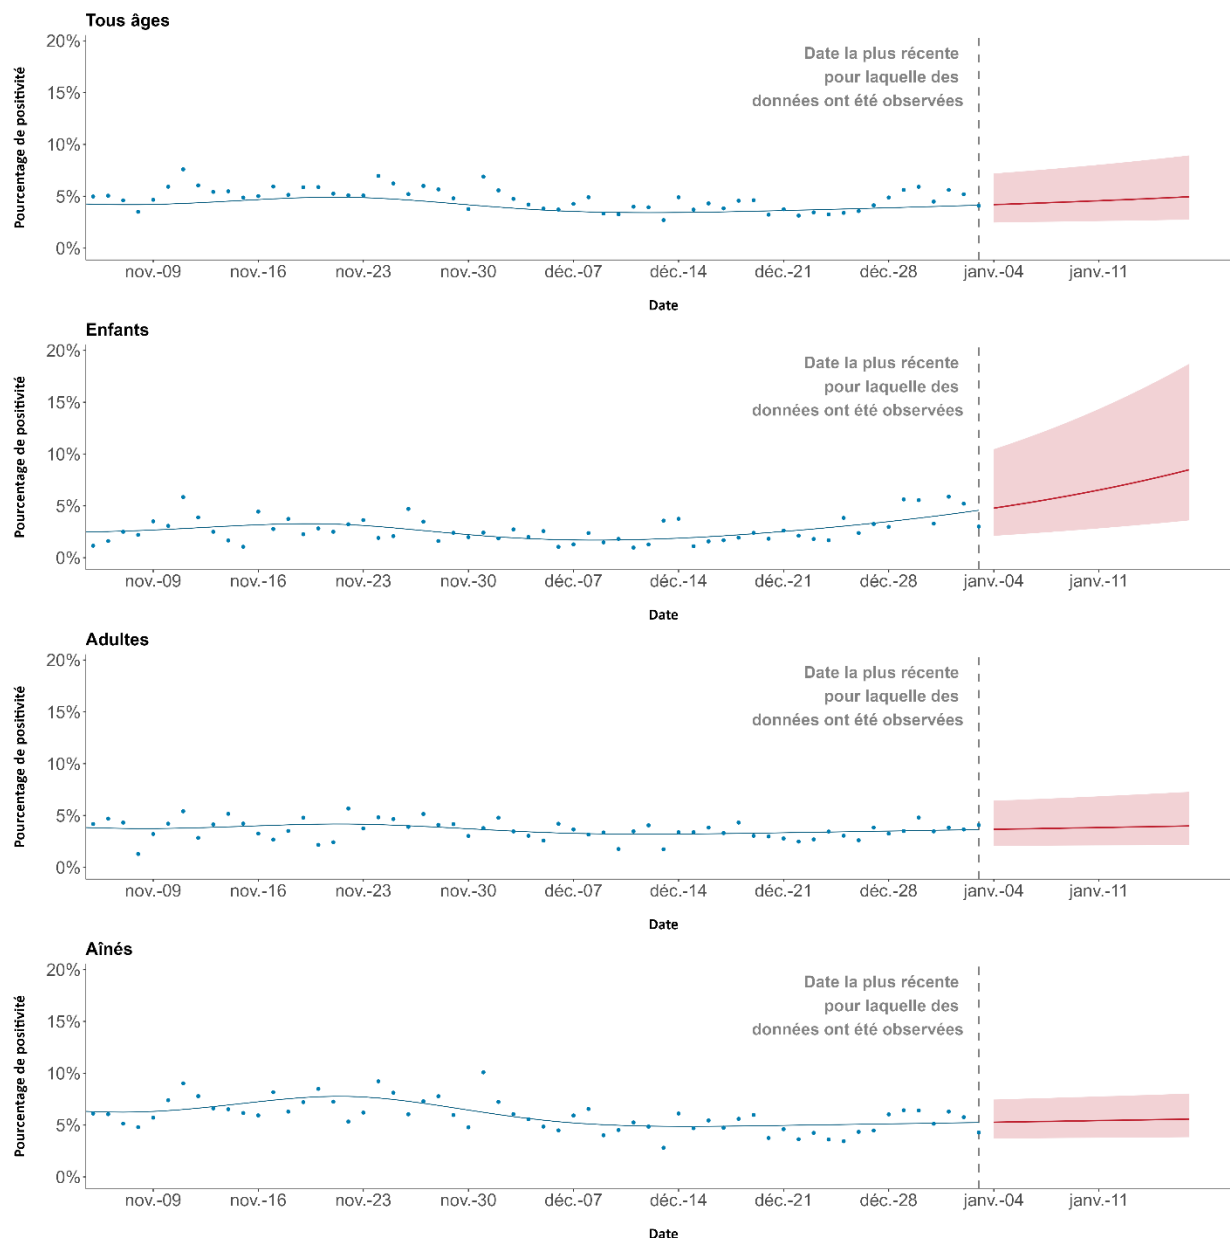 Tous âges
Pourcentage de positivité
20%
15%
10%
5%
0%
Date la plus récente
pour laquelle des
données ont été observées
nov.-09 nov.-16 nov.-23 nov.-30 déc.-07 déc.-14 déc.-21 déc.-28 janv.-04 janv.-11
Date
Enfants
Pourcentage de positivité
20%
15%
10%
5%
0%
Date la plus récente
pour laquelle des
données ont été observées
nov.-09 nov.-16 nov.-23 nov.-30 déc.-07 déc.-14 déc.-21 déc.-28 janv.-04 janv.-11
Date
Adultes
Pourcentage de positivité
20%
15%
10%
5%
0%
Date la plus récente
pour laquelle des
données ont été observées
nov.-09 nov.-16 nov.-23 nov.-30 déc.-07 déc.-14 déc.-21 déc.-28 janv.-04 janv.-11
Date
Aînés
Pourcentage de positivité
20%
15%
10%
5%
0%
Date la plus récente
pour laquelle des
données ont été observées
nov.-09 nov.-16 nov.-23 nov.-30 déc.-07 déc.-14 déc.-21 déc.-28 janv.-04 janv.-11
Date